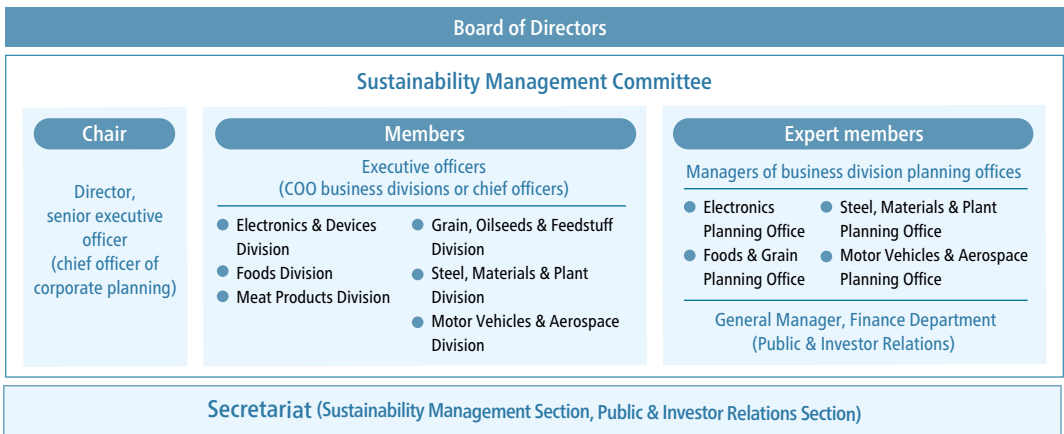 Board of Directors
Sustainability Management Committee
Chair
Director,
senior executive
officer
(chief officer of
corporate planning)
Members
Executive officers
(COO business divisions or chief officers)
Electronics & Devices
Division
Foods Division
Meat Products Division
Grain, Oilseeds & Feedstuff
Division
Steel, Materials & Plant
Division
Motor Vehicles & Aerospace
Division
Expert members
Managers of business division planning offices
Electronics
Planning Office
Foods & Grain
Planning Office
Steel, Materials & Plant
Planning Office
Motor Vehicles & Aerospace
Planning Office
General Manager, Finance Department
(Public & Investor Relations)
Secretariat (Sustainability Management Section, Public & Investor Relations Section)